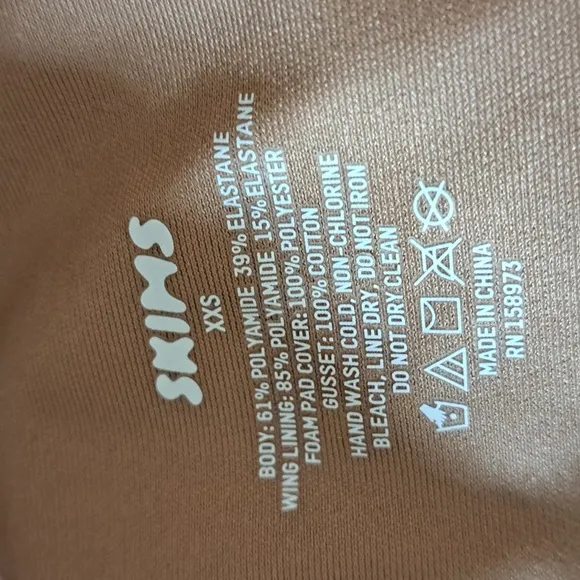 SKIMS
XXS
BODY: 61% POLYAMIDE 39% ELASTANE
WING LINING: 85% POLYAMIDE 15% ELASTANE
FOAM PAD COVER: 100% POLYESTER
GUSSET: 100% COTTON
HAND WASH COLD, NON-CHLORINE
BLEACH, LINE DRY, DO NOT IRON
DO NOT DRY CLEAN
MADE IN CHINA
RN 158973